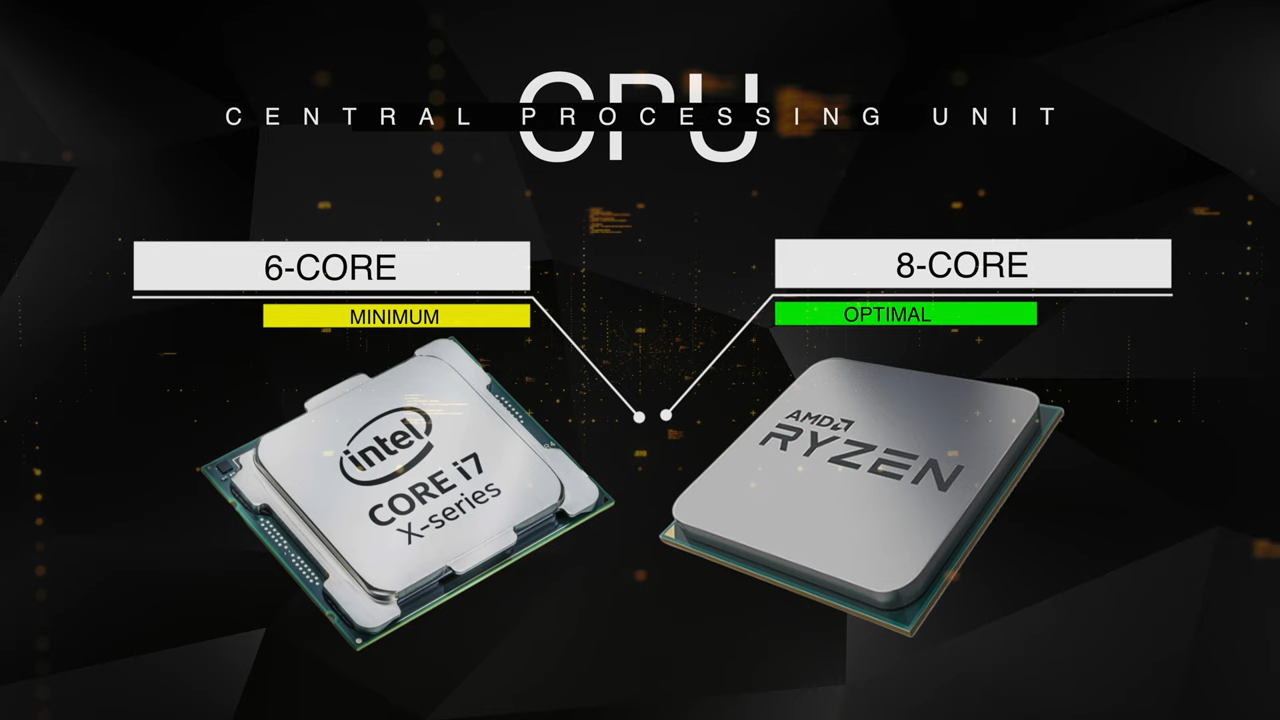 CPU
CENTRAL PROCESSING UNIT
6-CORE
8-CORE
MINIMUM
OPTIMAL
intel
CORE i7
X-series
AMD
RYZEN